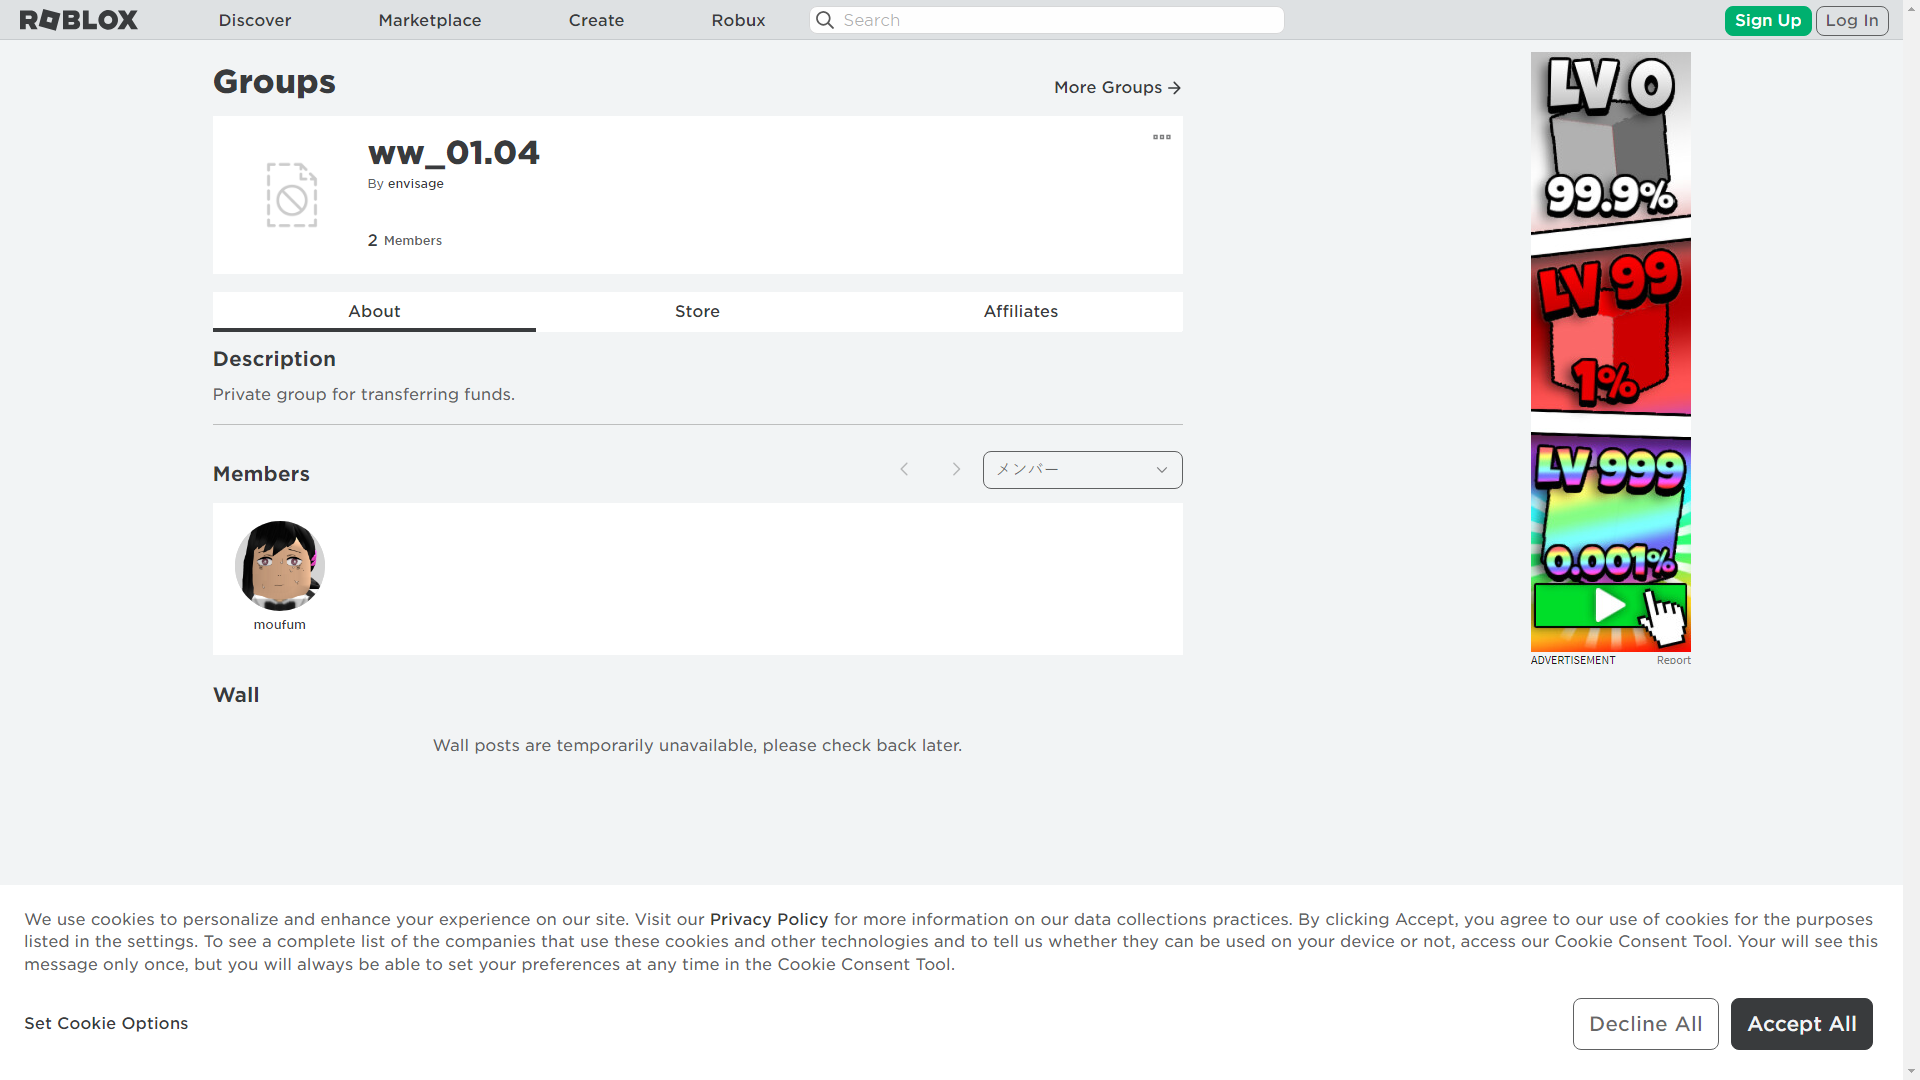 ROBLOX
Discover
Marketplace
Create
Robux
Search
Sign Up
Log In
Groups
More Groups
ww_01.04
By envisage
2 Members
About
Store
Affiliates
Description
Private group for transferring funds.
Members
メンバー
moufum
Wall
Wall posts are temporarily unavailable, please check back later.
LV 0
99.9%
LV 99
1%
LV 999
0.001%
ADVERTISEMENT
Report
We use cookies to personalize and enhance your experience on our site. Visit our Privacy Policy for more information on our data collections practices. By clicking Accept, you agree to our use of cookies for the purposes
listed in the settings. To see a complete list of the companies that use these cookies and other technologies and to tell us whether they can be used on your device or not, access our Cookie Consent Tool. Your will see this
message only once, but you will always be able to set your preferences at any time in the Cookie Consent Tool.
Set Cookie Options
Decline All
Accept All